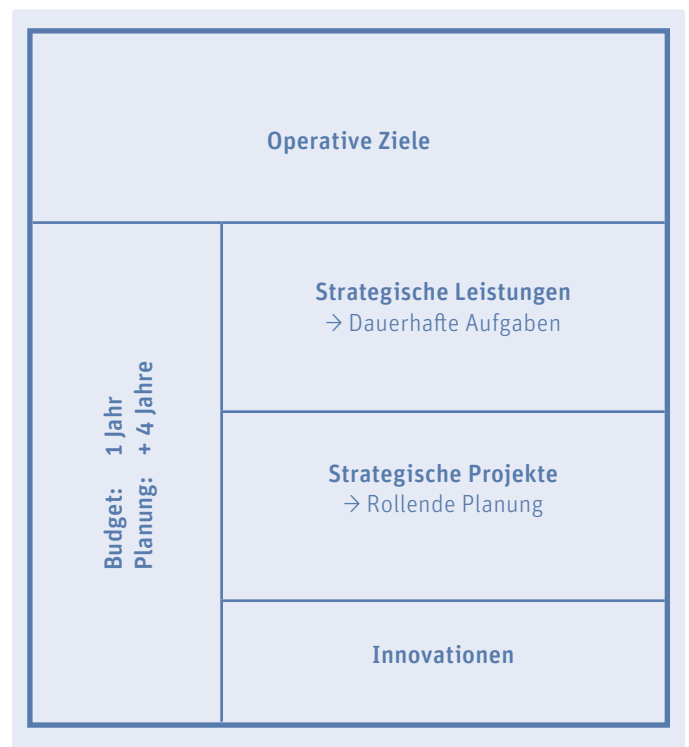 Operative Ziele
Budget: 1 Jahr
Planung: + 4 Jahre
Strategische Leistungen
→ Dauerhafte Aufgaben
Strategische Projekte
→ Rollende Planung
Innovationen